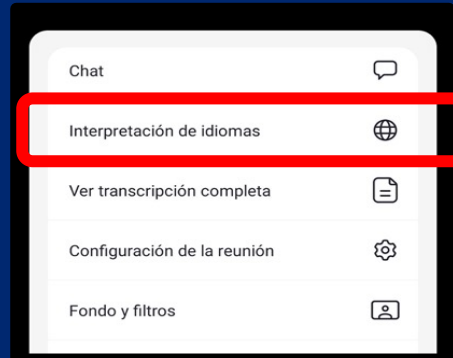 Chat
Interpretación de idiomas
Ver transcripción completa
Configuración de la reunión
Fondo y filtros